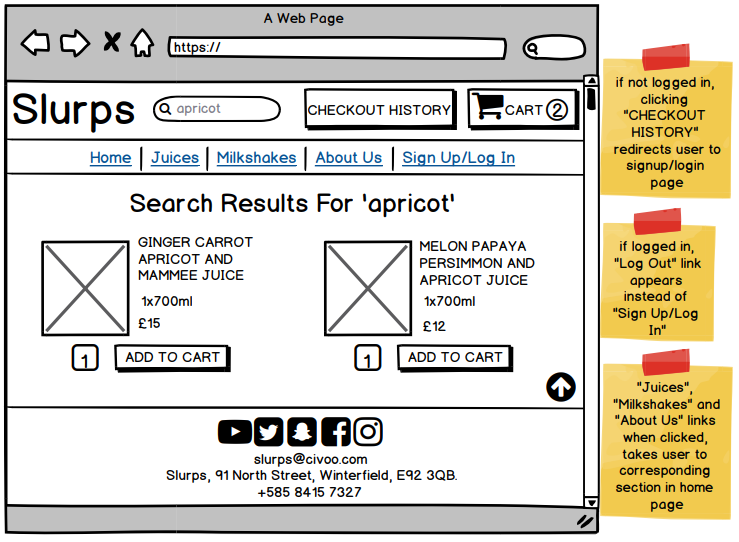 A Web Page
https://
Slurps
apricot
CHECKOUT HISTORY
CART 2
Home
Juices
Milkshakes
About Us
Sign Up/Log In
Search Results For 'apricot'
GINGER CARROT
APRICOT AND
MAMMEE JUICE
1x700ml
£15
1
ADD TO CART
MELON PAPAYA
PERSIMMON AND
APRICOT JUICE
1x700ml
£12
1
ADD TO CART
slurps@civoo.com
Slurps, 91 North Street, Winterfield, E92 3QB.
+585 8415 7327
if not logged in,
clicking
"CHECKOUT
HISTORY"
redirects user to
signup/login
page
if logged in,
"Log Out" link
appears
instead of
"Sign Up/Log
In"
"Juices",
"Milkshakes" and
"About Us" links
when clicked,
takes user to
corresponding
section in home
page